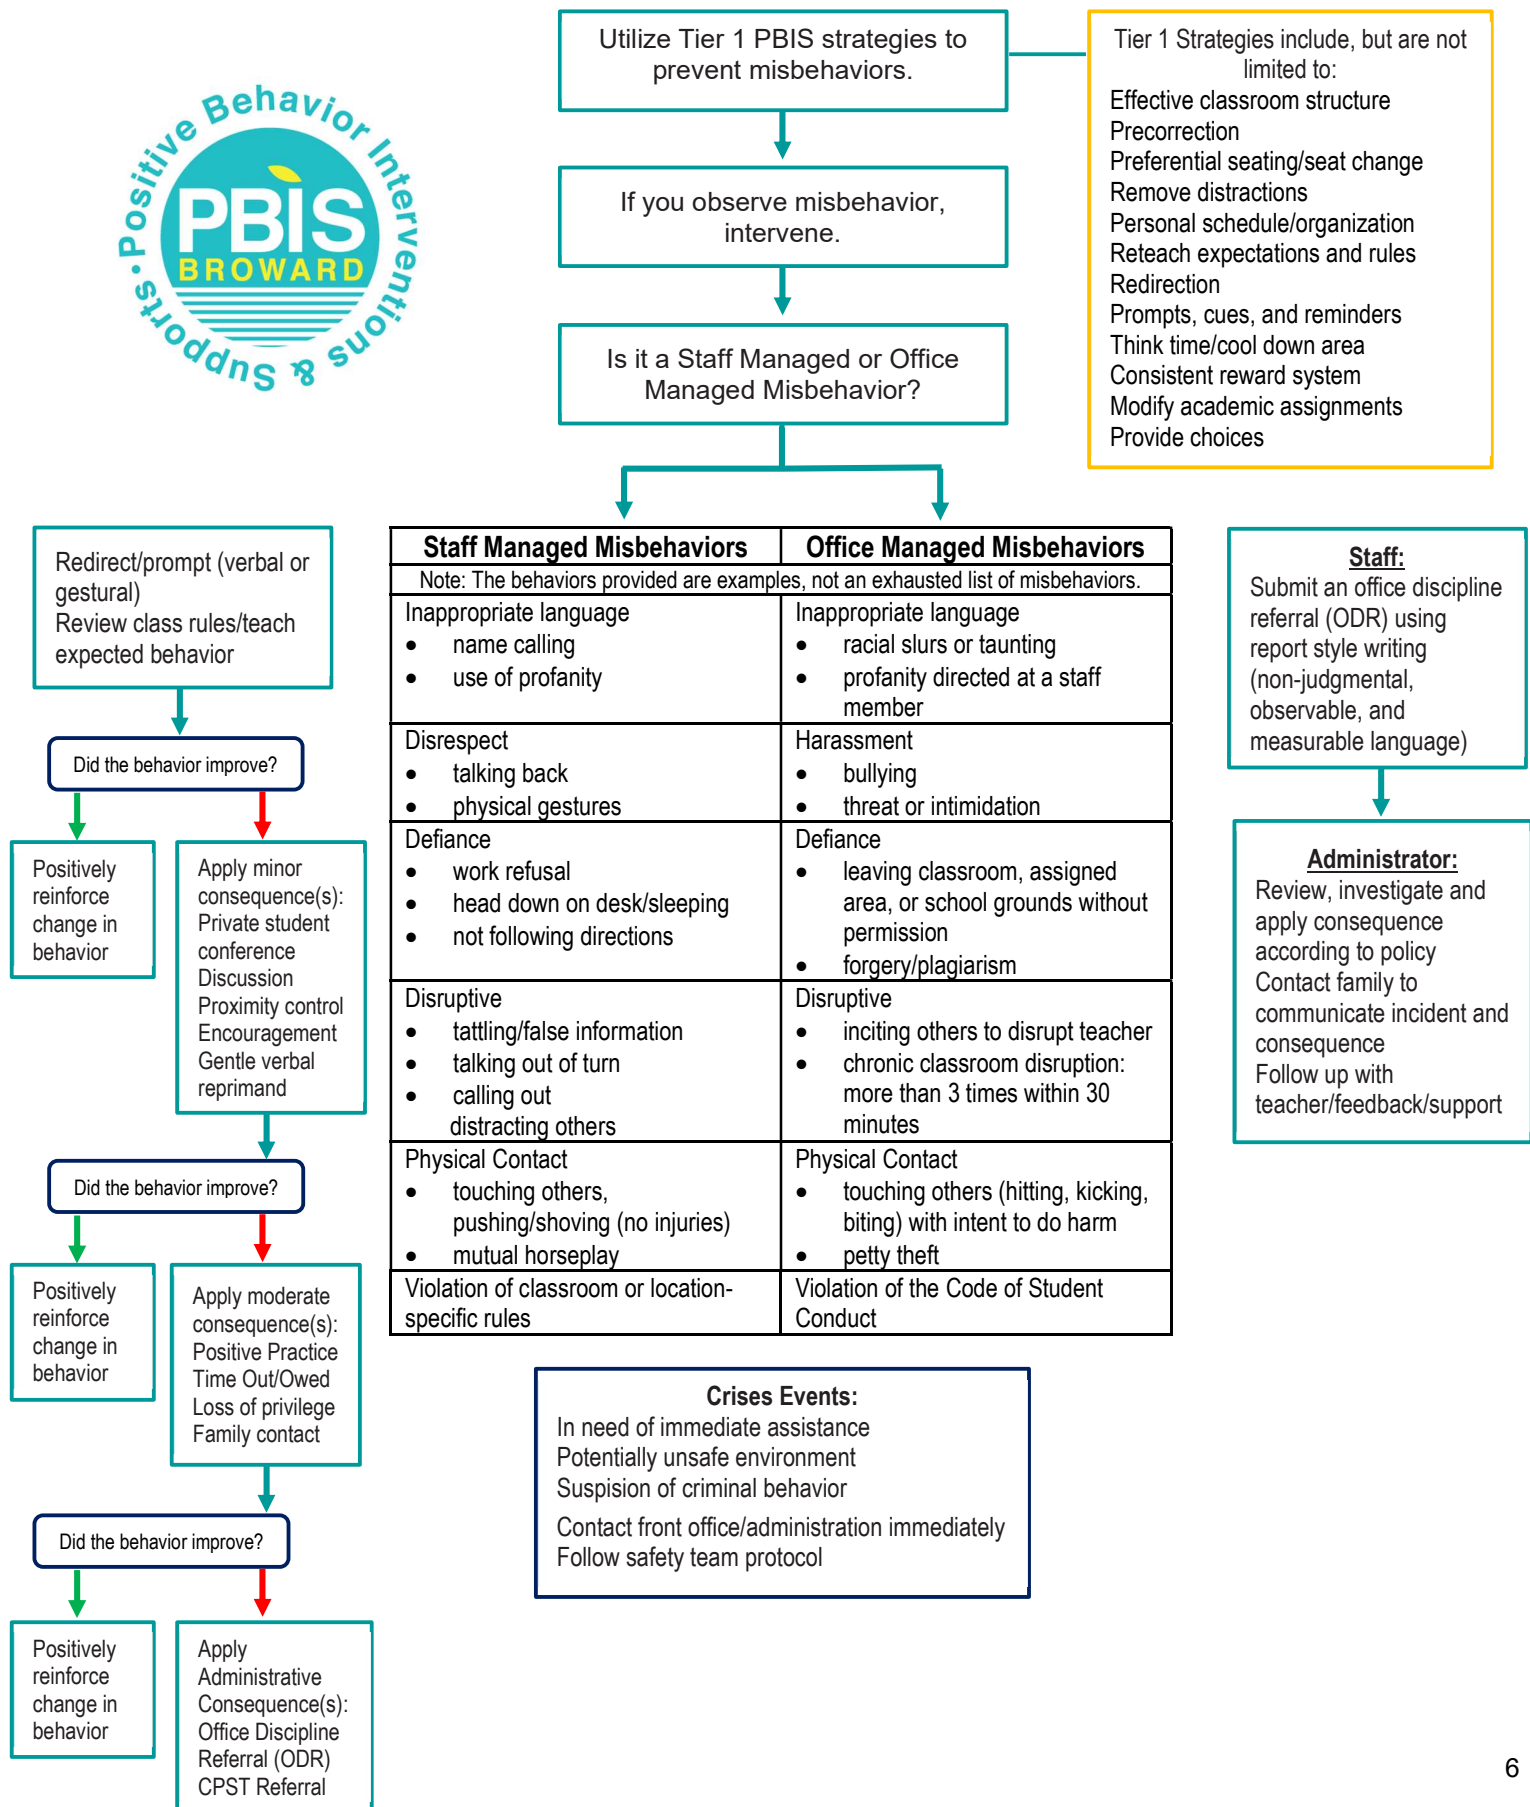 Utilize Tier 1 PBIS strategies to
prevent misbehaviors.
Tier 1 Strategies include, but are not
limited to:
Effective classroom structure
Precorrection
Preferential seating/seat change
Remove distractions
Personal schedule/organization
Reteach expectations and rules
Redirection
Prompts, cues, and reminders
Think time/cool down area
Consistent reward system
Modify academic assignments
Provide choices
Positive Behavior Interventions & Supports •
PBIS
BROWARD
If you observe misbehavior,
intervene.
Is it a Staff Managed or Office
Managed Misbehavior?
Redirect/prompt (verbal or
gestural)
Review class rules/teach
expected behavior
Did the behavior improve?
Positively
reinforce
change in
behavior
Apply minor
consequence(s):
Private student
conference
Discussion
Proximity control
Encouragement
Gentle verbal
reprimand
Did the behavior improve?
Positively
reinforce
change in
behavior
Apply moderate
consequence(s):
Positive Practice
Time Out/Owed
Loss of privilege
Family contact
Did the behavior improve?
Positively
reinforce
change in
behavior
Apply
Administrative
Consequence(s):
Office Discipline
Referral (ODR)
CPST Referral
Staff Managed Misbehaviors
Office Managed Misbehaviors
Note: The behaviors provided are examples, not an exhausted list of misbehaviors.
Inappropriate language
• name calling
• use of profanity
Inappropriate language
• racial slurs or taunting
• profanity directed at a staff
member
Disrespect
• talking back
• physical gestures
Harassment
• bullying
• threat or intimidation
Defiance
• work refusal
• head down on desk/sleeping
• not following directions
Defiance
• leaving classroom, assigned
area, or school grounds without
permission
• forgery/plagiarism
Disruptive
• tattling/false information
• talking out of turn
• calling out
distracting others
Disruptive
• inciting others to disrupt teacher
• chronic classroom disruption:
more than 3 times within 30
minutes
Physical Contact
• touching others,
pushing/shoving (no injuries)
• mutual horseplay
Physical Contact
• touching others (hitting, kicking,
biting) with intent to do harm
• petty theft
Violation of classroom or location-
specific rules
Violation of the Code of Student
Conduct
Crises Events:
In need of immediate assistance
Potentially unsafe environment
Suspision of criminal behavior
Contact front office/administration immediately
Follow safety team protocol
Staff:
Submit an office discipline
referral (ODR) using
report style writing
(non-judgmental,
observable, and
measurable language)
Administrator:
Review, investigate and
apply consequence
according to policy
Contact family to
communicate incident and
consequence
Follow up with
teacher/feedback/support
6